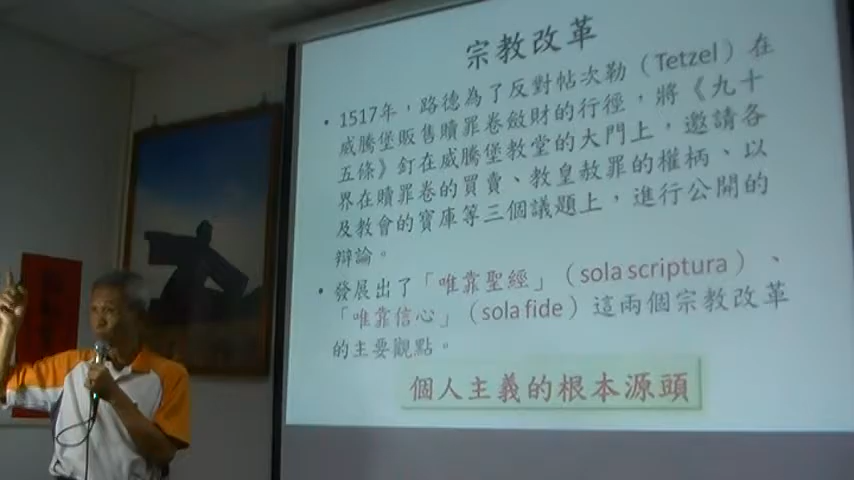 宗教改革
• 1517年，路德為了反對帖次勒（Tetzel）在
威騰堡販售贖罪卷斂財的行徑，將《九十
五條》釘在威騰堡教堂的大門上，邀請各
界在贖罪卷的買賣、教皇赦罪的權柄、以
及教會的寶庫等三個議題上，進行公開的
辯論。
• 發展出了「唯靠聖經」（sola scriptura）、
「唯靠信心」（sola fide）這兩個宗教改革
的主要觀點。
個人主義的根本源頭